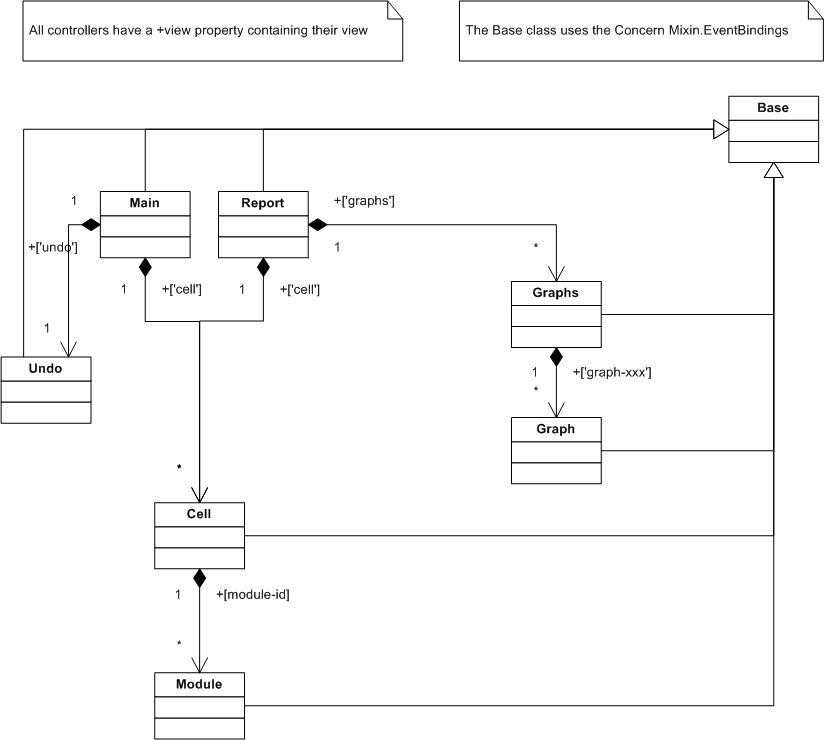 All controllers have a +view property containing their view
The Base class uses the Concern Mixin.EventBindings
Base
Main
Report
1
+['graphs']
+['undo']
1
*
1
+['cell']
1
+['cell']
Graphs
1
Undo
1
+['graph-xxx']
*
Graph
*
Cell
1
+[module-id]
*
Module